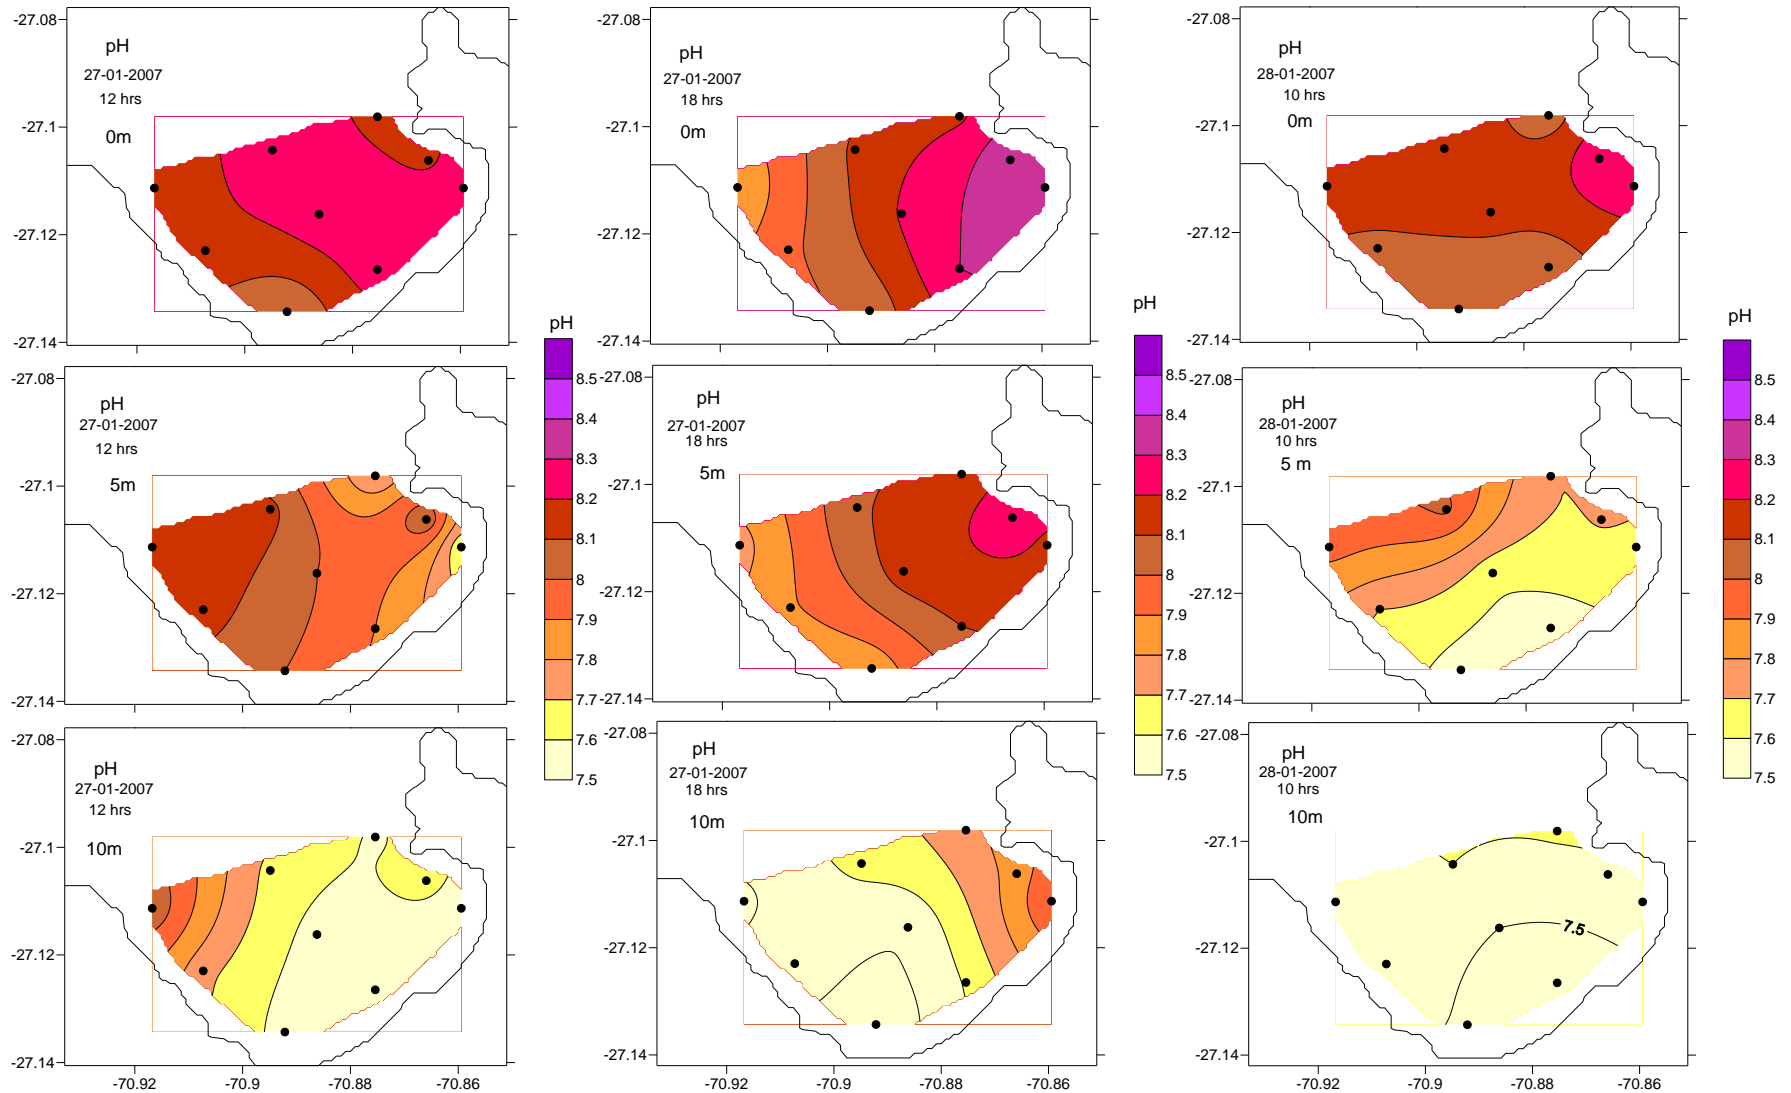 pH
27-01-2007
12 hrs
0m
-27.08
-27.1
-27.12
-27.14
pH
27-01-2007
18 hrs
0m
-27.08
-27.1
-27.12
-27.14
pH
28-01-2007
10 hrs
0m
-27.08
-27.1
-27.12
-27.14
pH
8.5
8.4
8.3
8.2
8.1
8
7.9
7.8
7.7
7.6
7.5
pH
8.5
8.4
8.3
8.2
8.1
8
7.9
7.8
7.7
7.6
7.5
pH
8.5
8.4
8.3
8.2
8.1
8
7.9
7.8
7.7
7.6
7.5
pH
27-01-2007
12 hrs
5m
-27.08
-27.1
-27.12
-27.14
pH
27-01-2007
18 hrs
5m
-27.08
-27.1
-27.12
-27.14
pH
28-01-2007
10 hrs
5 m
-27.08
-27.1
-27.12
-27.14
pH
27-01-2007
12 hrs
10m
-27.08
-27.1
-27.12
-27.14
-70.92 -70.9 -70.88 -70.86
pH
27-01-2007
18 hrs
10m
-27.08
-27.1
-27.12
-27.14
-70.92 -70.9 -70.88 -70.86
pH
28-01-2007
10 hrs
10m
7.5
-27.08
-27.1
-27.12
-27.14
-70.92 -70.9 -70.88 -70.86